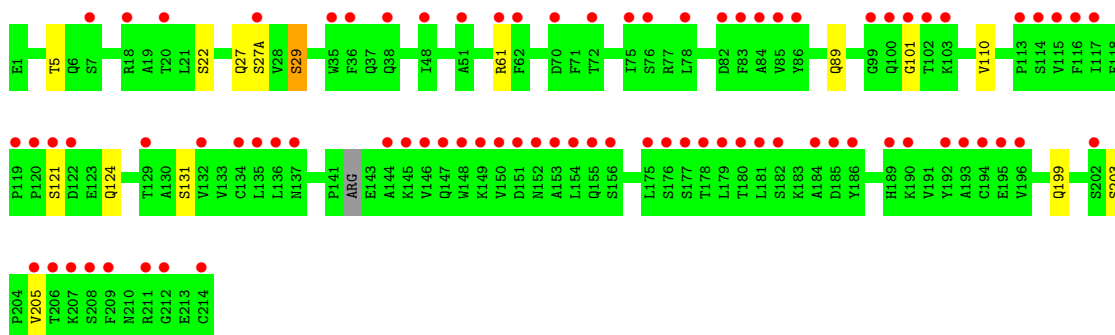 E1 T5 Q6 S7 R18 A19 T20 L21 S22 Q27 S27A V28 S29 W35 F36 Q37 Q38 I48 A51 R61 F62 D70 F71 T72 I75 S76 R77 L78 D82 F83 A84 V85 Y86 Q89 G99 Q100 G101 T102 K103 V110 P113 S114 V115 F116 I117 F118
P119 P120 S121 D122 E123 Q124 T129 A130 S131 V132 V133 C134 L135 L136 N137 P141 ARG E143 A144 K145 V146 Q147 W148 K149 V150 D151 N152 A153 L154 Q155 S156 L175 S176 S177 T178 L179 T180 L181 S182 K183 A184 D185 Y186 H189 K190 V191 Y192 A193 C194 E195 V196 Q199 S202 S203
P204 V205 T206 K207 S208 F209 N210 R211 G212 E213 C214